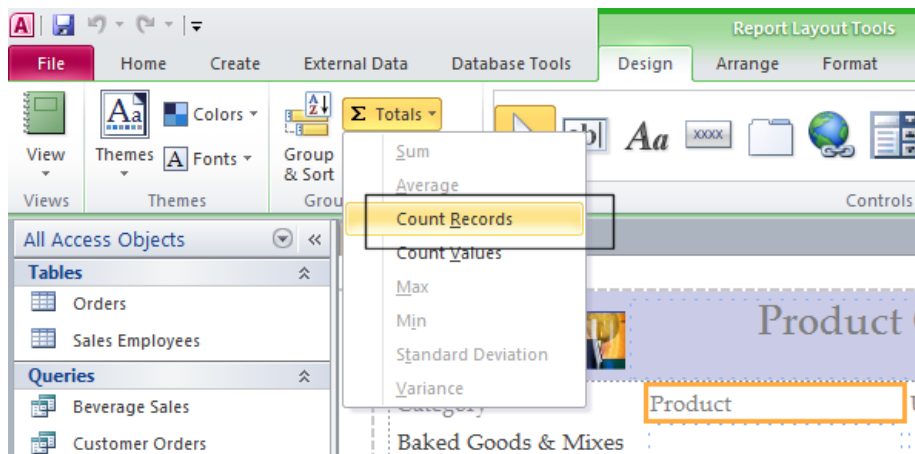 A
Report Layout Tools
File Home Create External Data Database Tools Design Arrange Format
View
Themes
Aa
Colors
A Fonts
Group & Sort
A Z
Σ Totals
ab
Aa
XXXX
Views Themes Controls
Sum
Average
Count Records
Count Values
Max
Min
Standard Deviation
Variance
All Access Objects
Tables
Orders
Sales Employees
Queries
Beverage Sales
Customer Orders
Product
Category Product
Baked Goods & Mixes